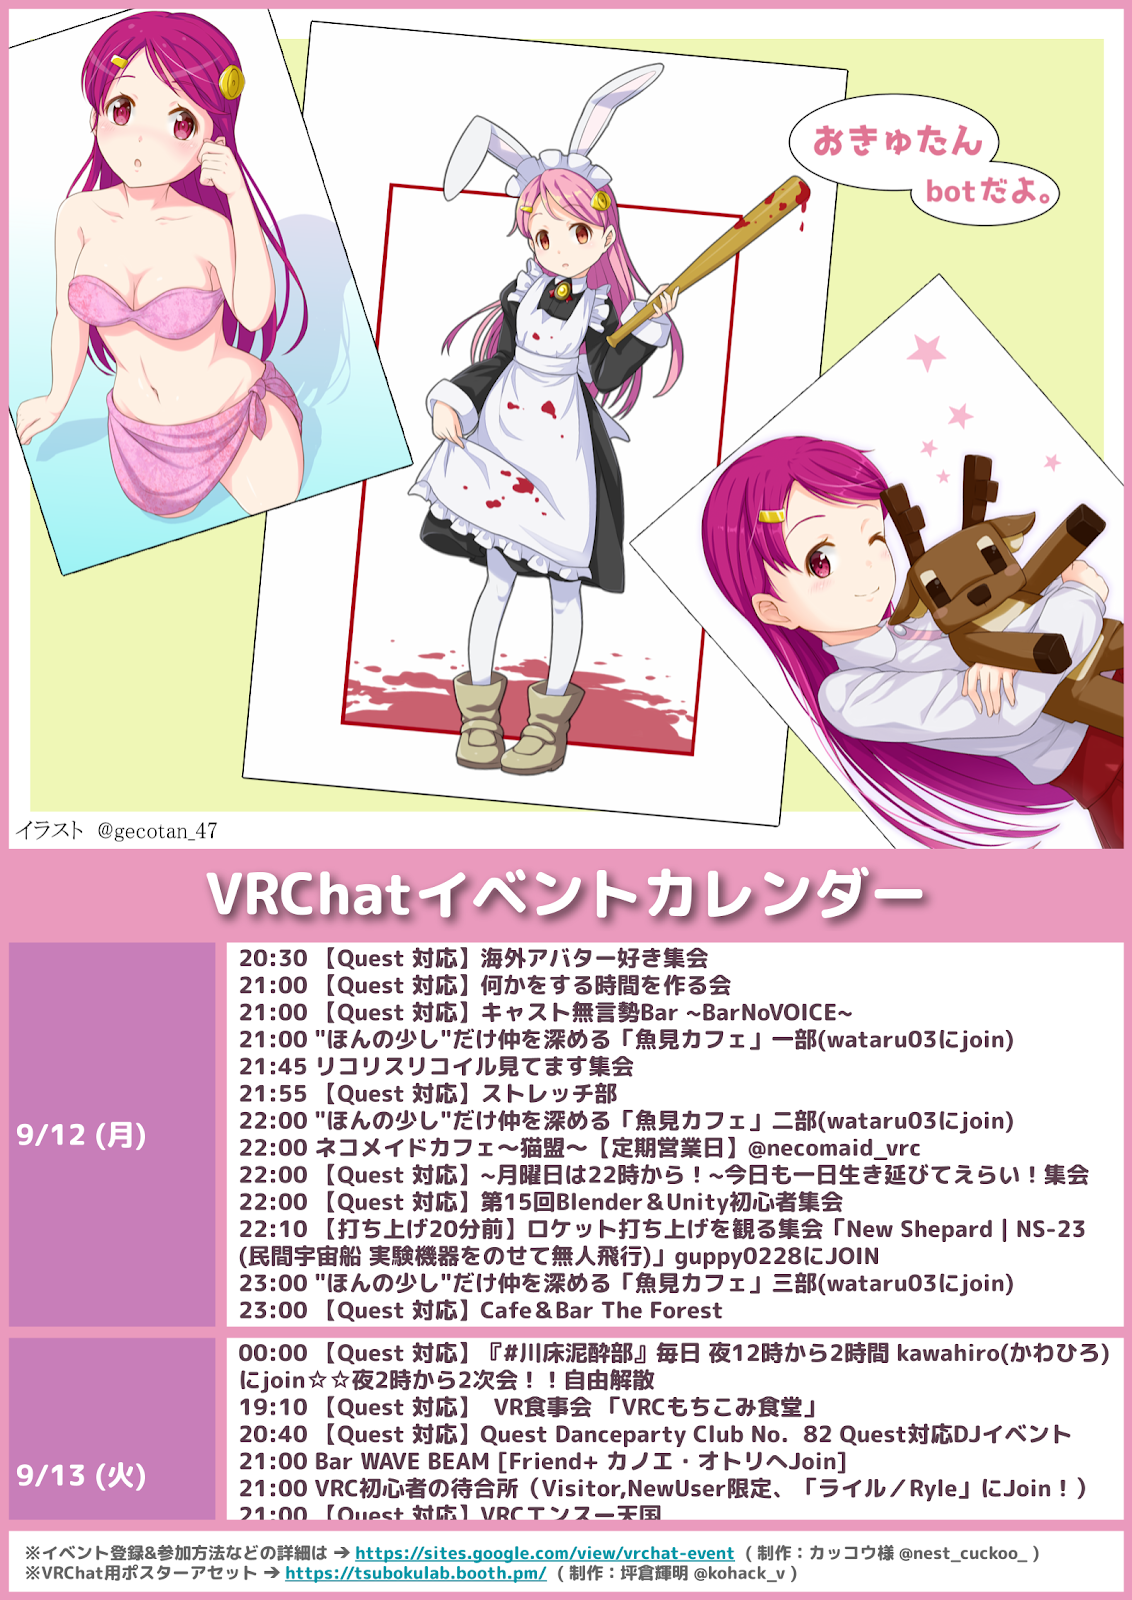 おきゅたん
botだよ。
イラスト @gecotan_47
VRChatイベントカレンダー
9/12 (月)
20:30 【Quest 対応】海外アバター好き集会
21:00 【Quest 対応】何かをする時間を作る会
21:00 【Quest 対応】キャスト無言勢Bar ~BarNoVOICE~
21:00 "ほんの少し"だけ仲を深める「魚見カフェ」一部(wataru03にjoin)
21:45 リコリスリコイル見てます集会
21:55 【Quest 対応】ストレッチ部
22:00 "ほんの少し"だけ仲を深める「魚見カフェ」二部(wataru03にjoin)
22:00 ネコメイドカフェ～猫盟～【定期営業日】@necomaid_vrc
22:00 【Quest 対応】~月曜日は22時から！~今日も一日生き延びてえらい！集会
22:00 【Quest 対応】第15回Blender＆Unity初心者集会
22:10 【打ち上げ20分前】ロケット打ち上げを観る集会「New Shepard | NS-23
(民間宇宙船 実験機器をのせて無人飛行)」guppy0228にJOIN
23:00 "ほんの少し"だけ仲を深める「魚見カフェ」三部(wataru03にjoin)
23:00 【Quest 対応】Cafe＆Bar The Forest
9/13 (火)
00:00 【Quest 対応】『#川床泥酔部』毎日 夜12時から2時間 kawahiro(かわひろ)
にjoin☆☆夜2時から2次会！！自由解散
19:10 【Quest 対応】 VR食事会 「VRCもちこみ食堂」
20:40 【Quest 対応】Quest Danceparty Club No. 82 Quest対応DJイベント
21:00 Bar WAVE BEAM [Friend+ カノエ・オトリへJoin]
21:00 VRC初心者の待合所（Visitor,NewUser限定、「ライル／Ryle」にJoin！）
21:00 【Quest 対応】VRCエンスー天国
※イベント登録&参加方法などの詳細は ➔ https://sites.google.com/view/vrchat-event ( 制作：カッコウ様 @nest_cuckoo_ )
※VRChat用ポスターアセット ➔ https://tsubokulab.booth.pm/ ( 制作：坪倉輝明 @kohack_v )